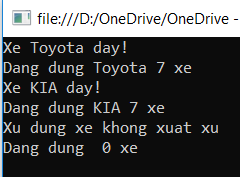 file:///D:/OneDrive/OneDrive -
Xe Toyota day!
Dang dung Toyota 7 xe
Xe KIA day!
Dang dung KIA 7 xe
Xu dung xe khong xuat xu
Dang dung  0 xe